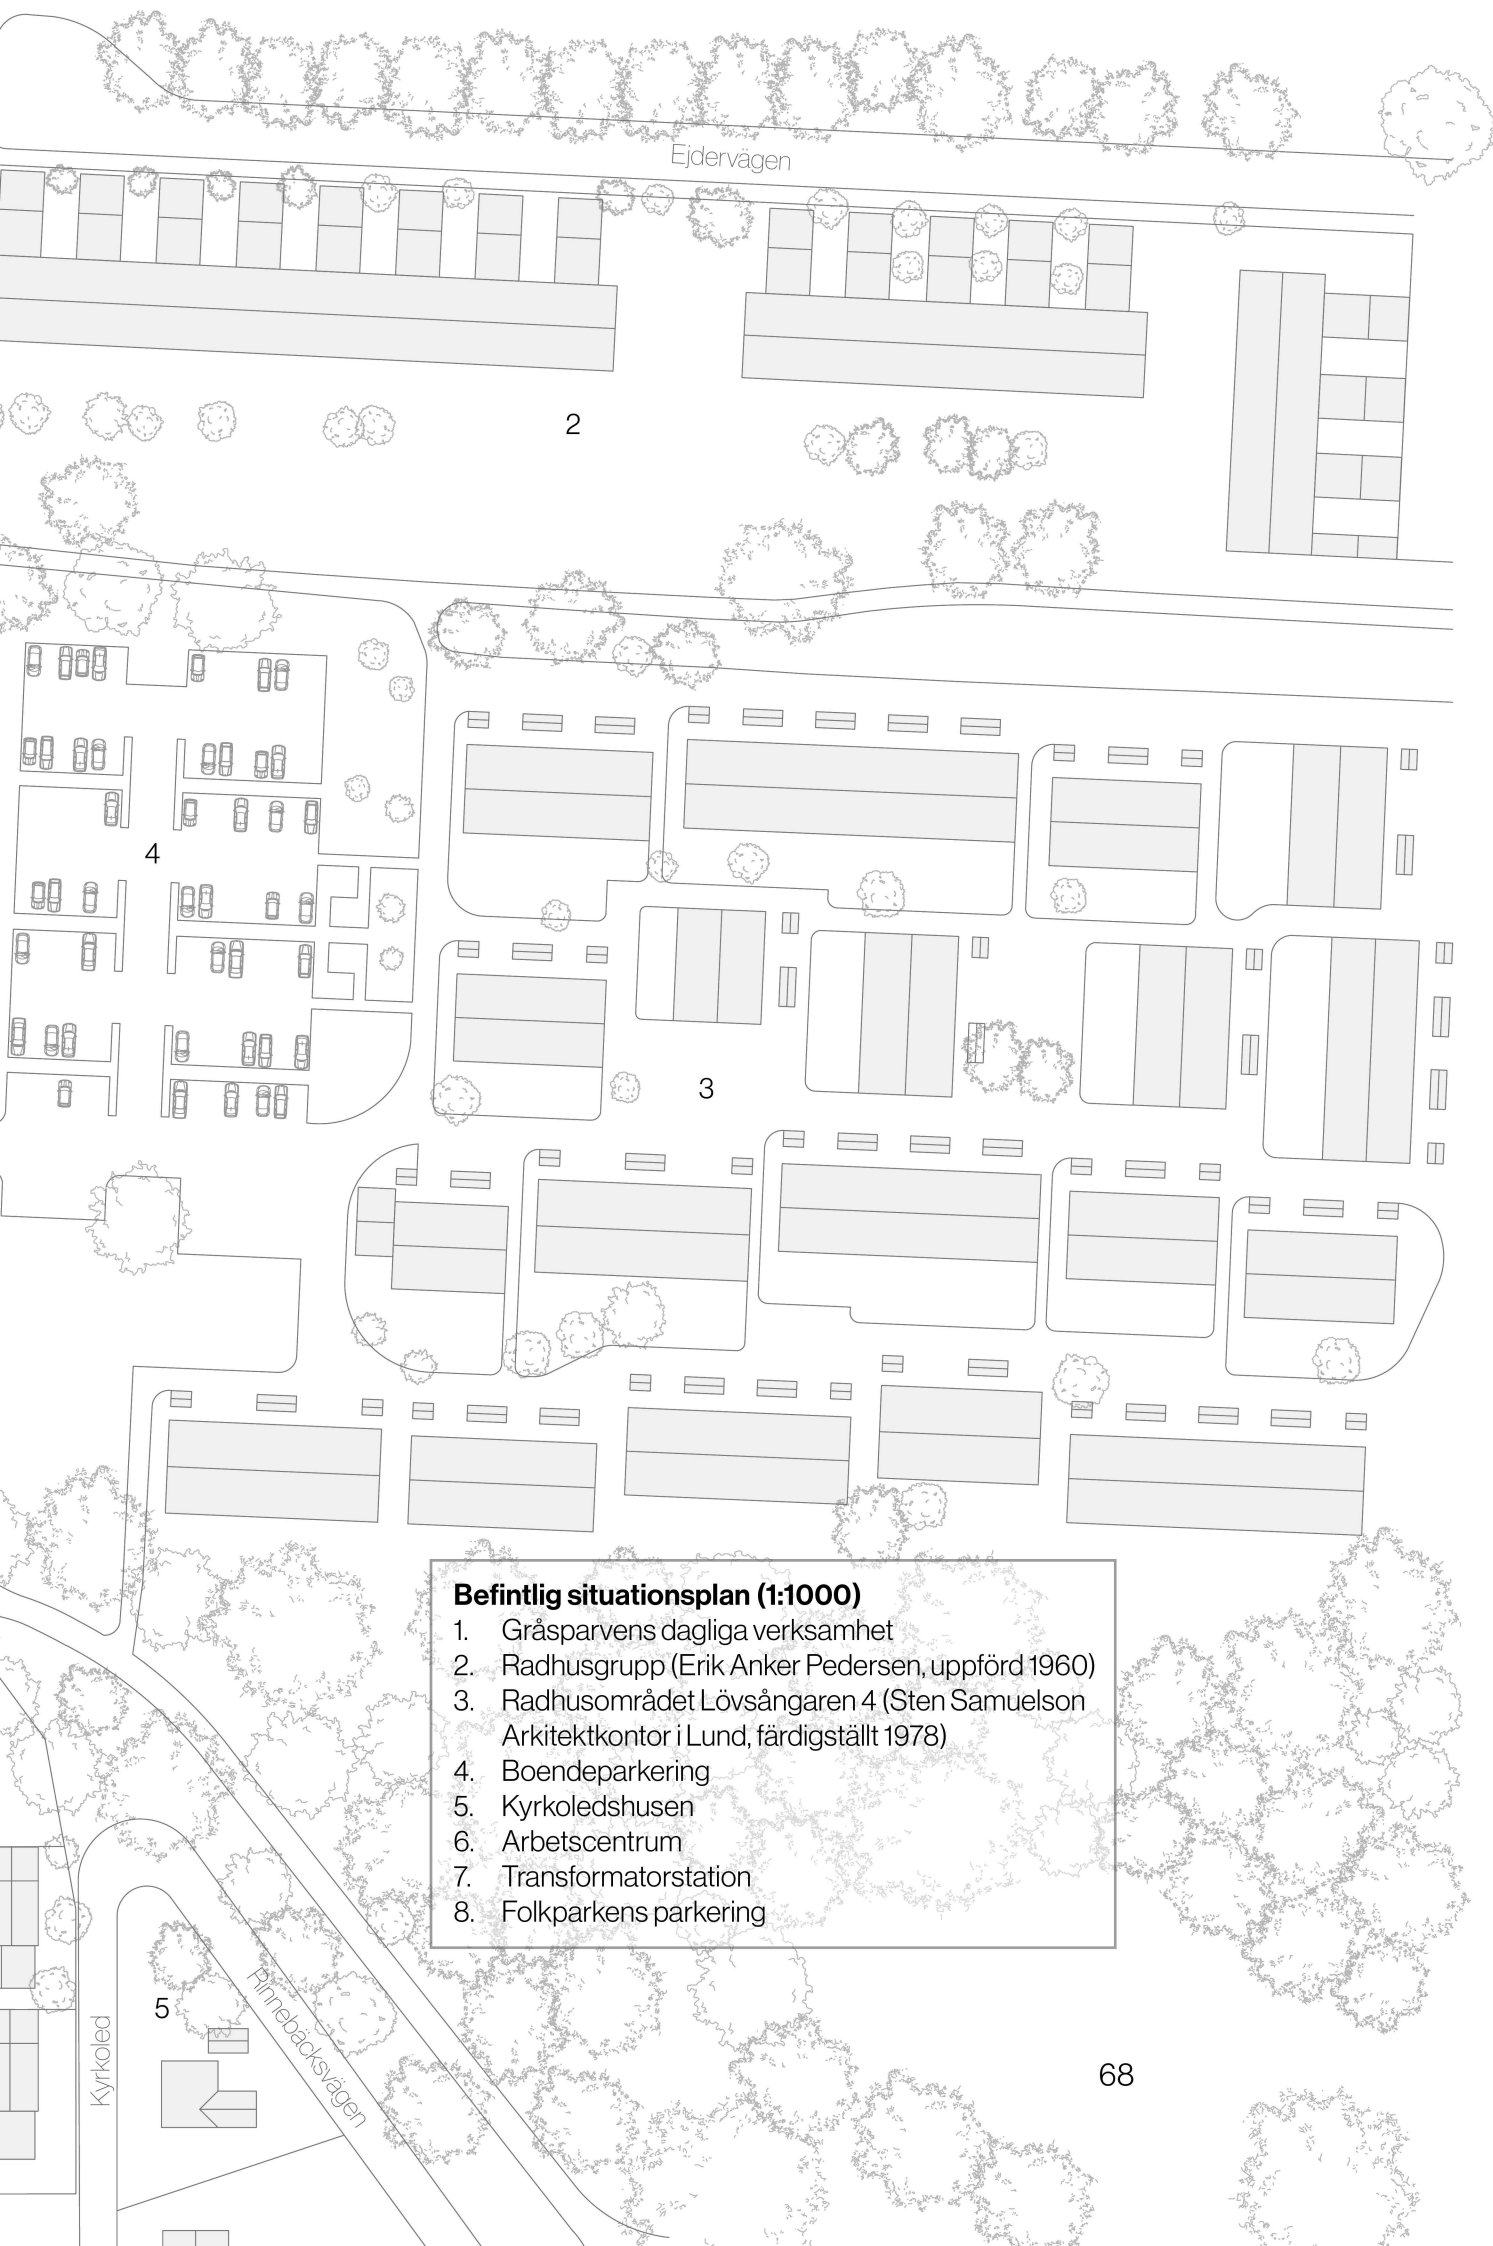 Ejdervägen
2
4
3
Befintlig situationsplan (1:1000)
1. Gråsparvens dagliga verksamhet
2. Radhusgrupp (Erik Anker Pedersen, uppförd 1960)
3. Radhusområdet Lövsångaren 4 (Sten Samuelson
Arkitektkontor i Lund, färdigställt 1978)
4. Boendeparkering
5. Kyrkoledshusen
6. Arbetscentrum
7. Transformatorstation
8. Folkparkens parkering
5
Kyrkoled
Rinnebäcksvägen
68